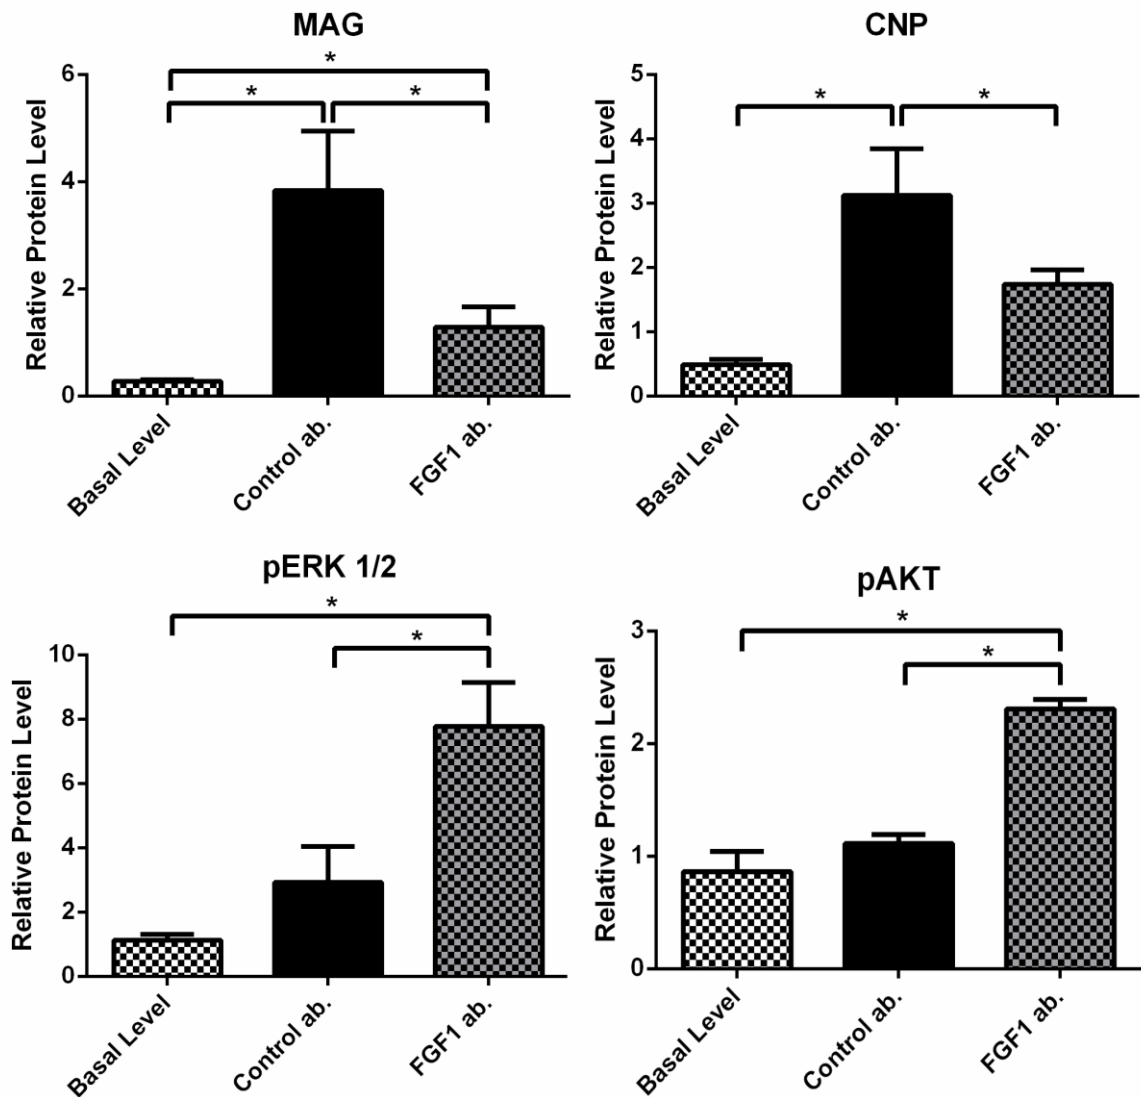 MAG
Relative Protein Level
6
4
2
0
*
*
*
Basal Level
Control ab.
FGF1 ab.
CNP
Relative Protein Level
5
4
3
2
1
0
*
*
Basal Level
Control ab.
FGF1 ab.
pERK 1/2
Relative Protein Level
10
8
6
4
2
0
*
*
Basal Level
Control ab.
FGF1 ab.
pAKT
Relative Protein Level
3
2
1
0
*
*
Basal Level
Control ab.
FGF1 ab.